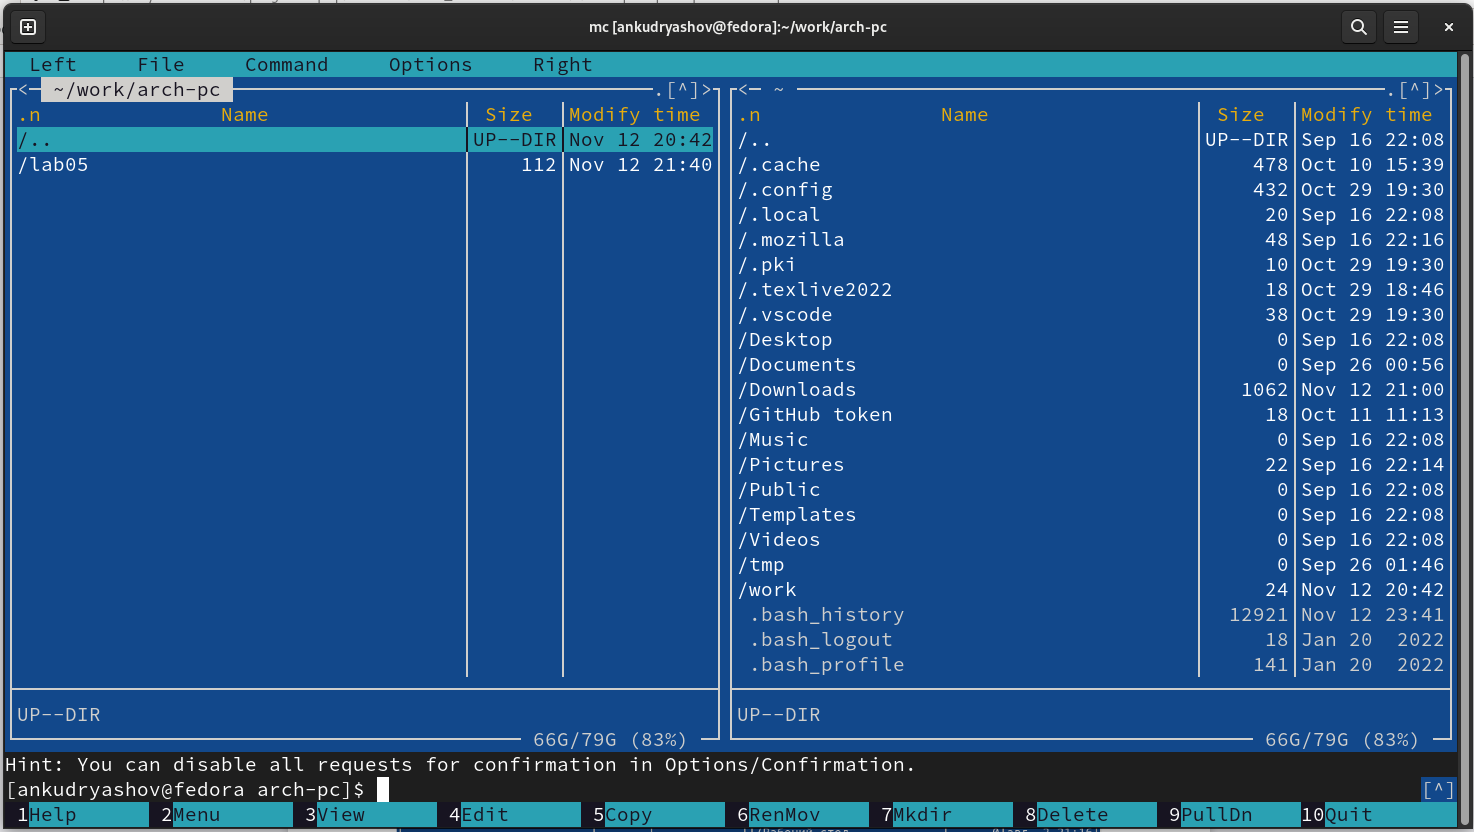 mc [ankudryashov@fedora]:~/work/arch-pc
Left File Command Options Right
<─ ~/work/arch-pc ─.[^]>
.n Name Size Modify time
/.. UP--DIR Nov 12 20:42
/lab05 112 Nov 12 21:40
UP--DIR
66G/79G (83%)
<─ ~ ─.[^]>
.n Name Size Modify time
/.. UP--DIR Sep 16 22:08
/.cache 478 Oct 10 15:39
/.config 432 Oct 29 19:30
/.local 20 Sep 16 22:08
/.mozilla 48 Sep 16 22:16
/.pki 10 Oct 29 19:30
/.texlive2022 18 Oct 29 18:46
/.vscode 38 Oct 29 19:30
/Desktop 0 Sep 16 22:08
/Documents 0 Sep 26 00:56
/Downloads 1062 Nov 12 21:00
/GitHub token 18 Oct 11 11:13
/Music 0 Sep 16 22:08
/Pictures 22 Sep 16 22:14
/Public 0 Sep 16 22:08
/Templates 0 Sep 16 22:08
/Videos 0 Sep 16 22:08
/tmp 0 Sep 26 01:46
/work 24 Nov 12 20:42
.bash_history 12921 Nov 12 23:41
.bash_logout 18 Jan 20 2022
.bash_profile 141 Jan 20 2022
UP--DIR
66G/79G (83%)
Hint: You can disable all requests for confirmation in Options/Confirmation.
[ankudryashov@fedora arch-pc]$ [^]
1Help 2Menu 3View 4Edit 5Copy 6RenMov 7Mkdir 8Delete 9PullDn 10Quit